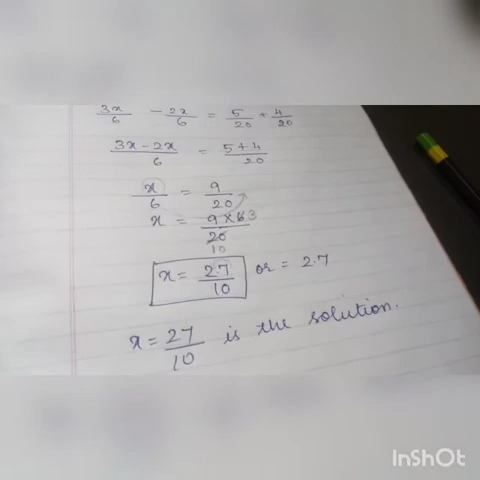 3x/6 - 2x/6 = 5/20 + 4/20
3x - 2x/6 = 5 + 4/20
x/6 = 9/20
x = 9 × 6 3/20 10
x = 27/10 or = 2.7
x = 27/10 is the solution.
InShOt